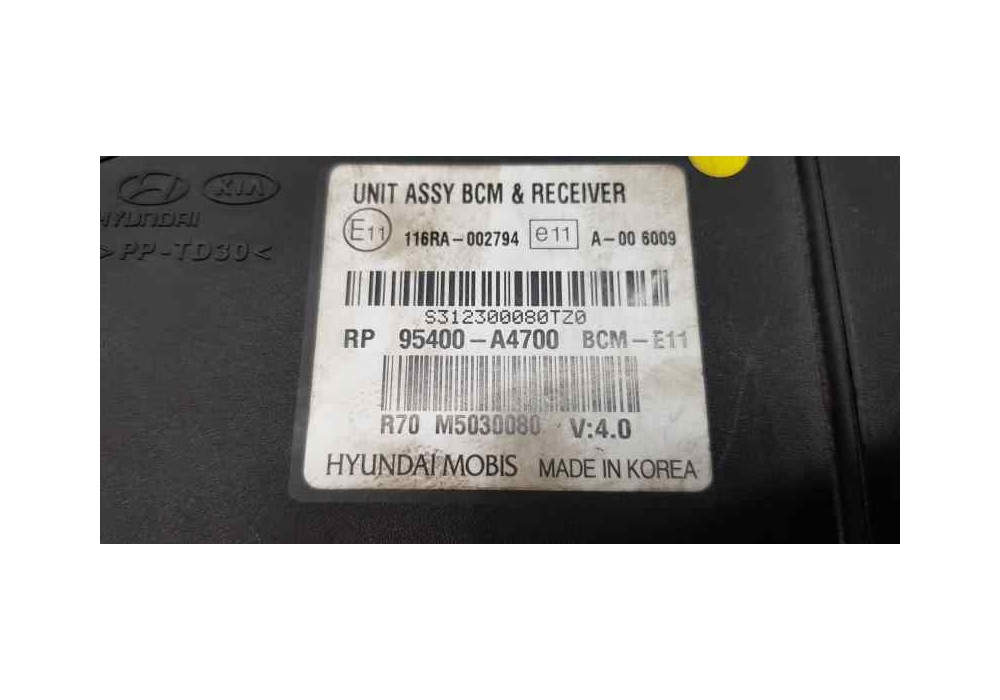 UNIT ASSY BCM & RECEIVER
E11 116RA-002794 e11 A-00 6009
S312300080TZ0
RP 95400-A4700 BCM-E11
R70 M5030080 V:4.0
HYUNDAI MOBIS MADE IN KOREA
KIA
HYUNDAI
>PP-TD30<